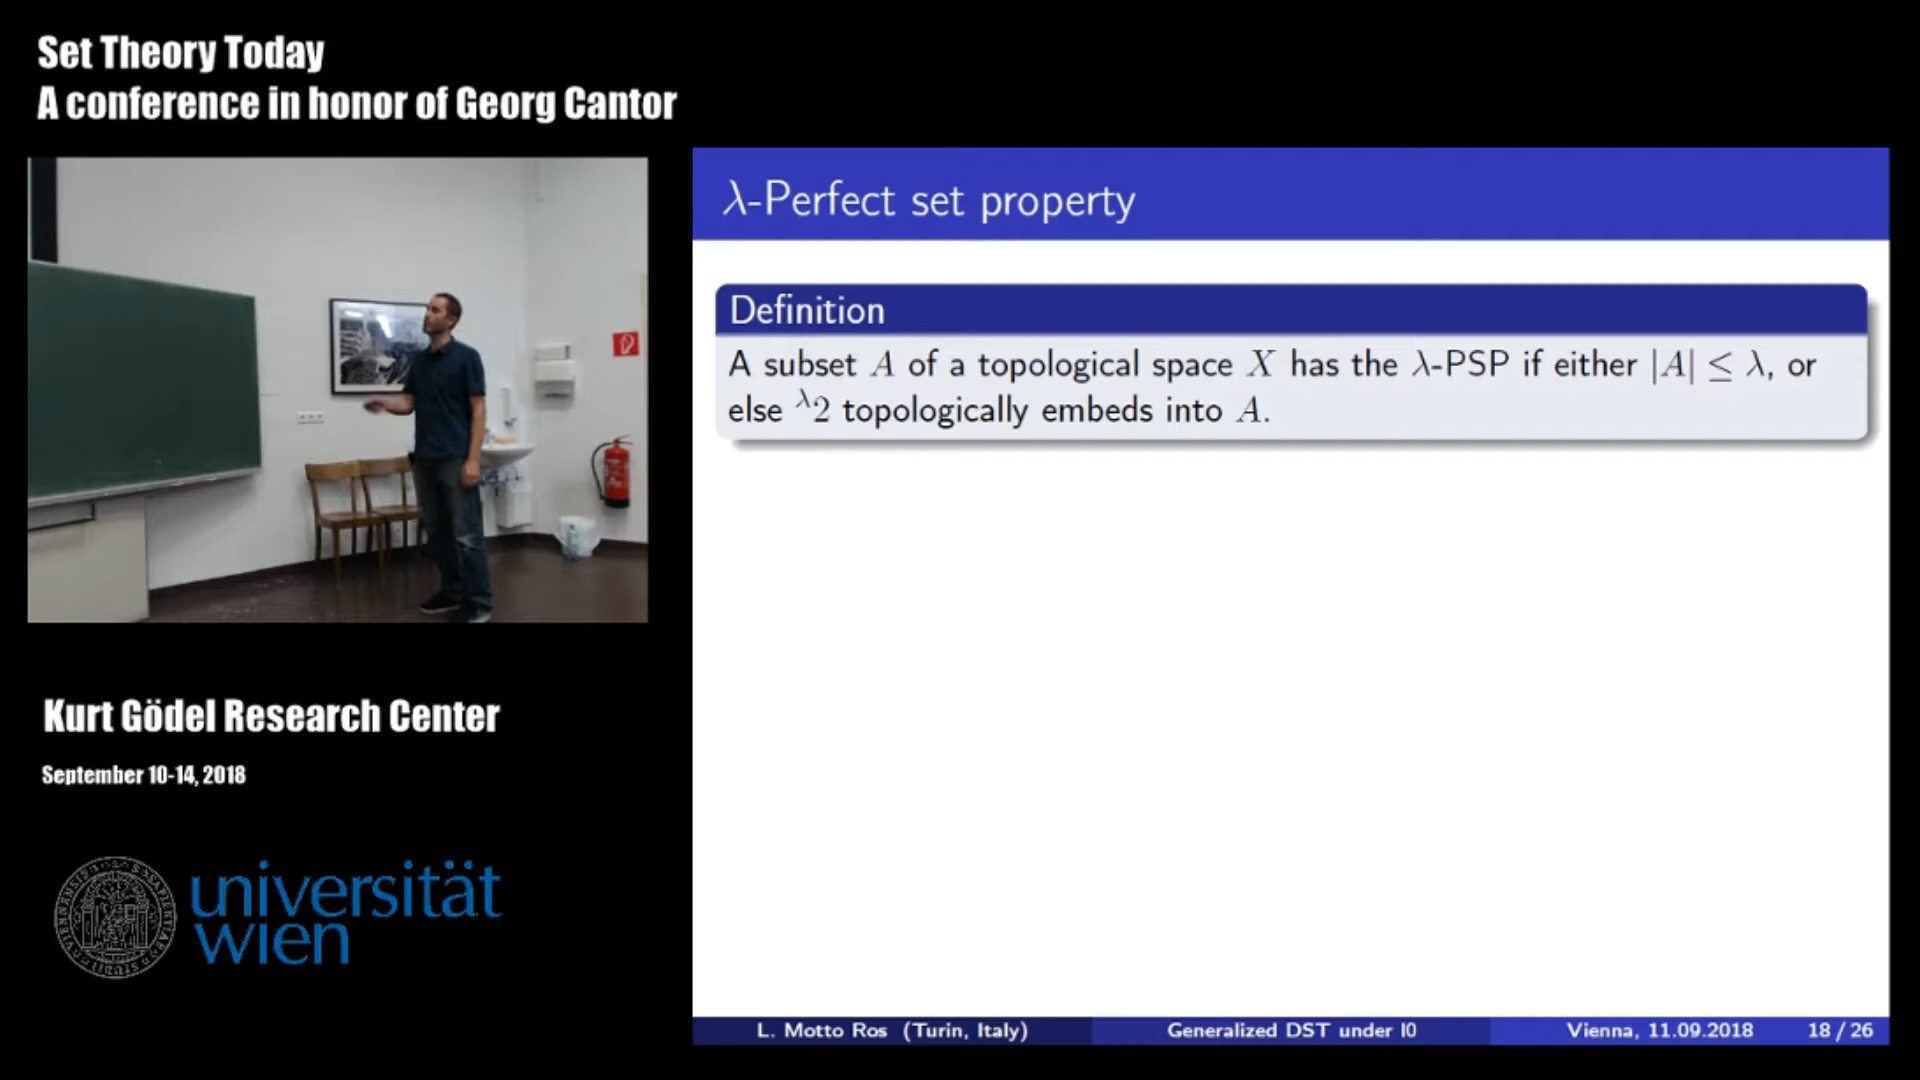 Set Theory Today
A conference in honor of Georg Cantor
λ-Perfect set property
Definition
A subset A of a topological space X has the λ-PSP if either |A| ≤ λ, or
else ^λ2 topologically embeds into A.
Kurt Gödel Research Center
September 10-14, 2018
universität
wien
L. Motto Ros (Turin, Italy) Generalized DST under I0 Vienna, 11.09.2018 18 / 26